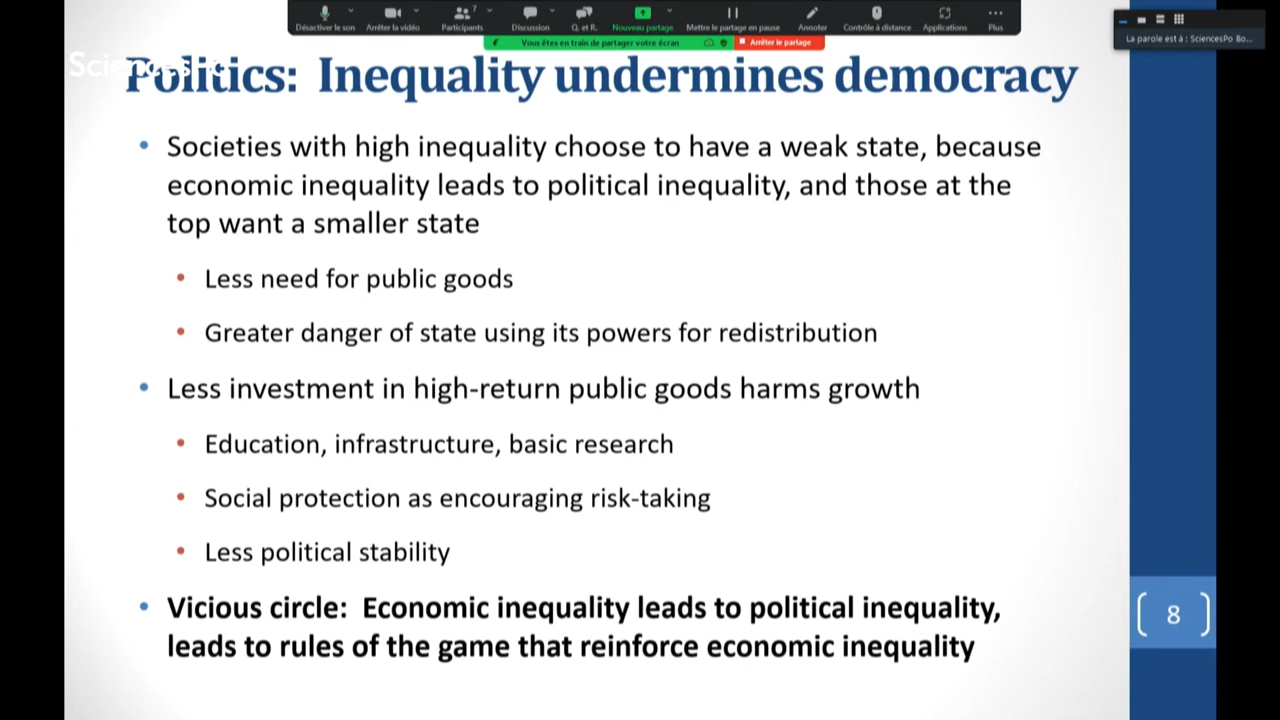 Désactiver le son
Arrêter la vidéo
Participants
7
Discussion
Q. et R.
Nouveau partage
Mettre le partage en pause
Annoter
Contrôle à distance
Applications
Plus
Vous êtes en train de partager votre écran
Arrêter le partage
La parole est à : SciencesPo Bo...
Politics: Inequality undermines democracy
• Societies with high inequality choose to have a weak state, because
economic inequality leads to political inequality, and those at the
top want a smaller state
• Less need for public goods
• Greater danger of state using its powers for redistribution
• Less investment in high-return public goods harms growth
• Education, infrastructure, basic research
• Social protection as encouraging risk-taking
• Less political stability
• Vicious circle: Economic inequality leads to political inequality,
leads to rules of the game that reinforce economic inequality
8